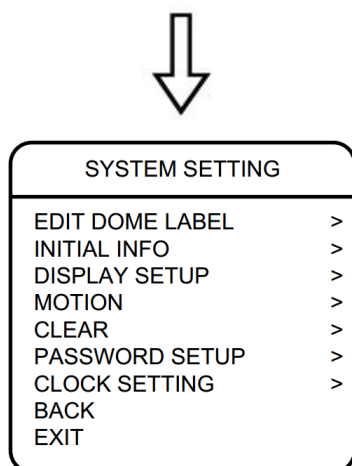 SYSTEM SETTING
EDIT DOME LABEL >
INITIAL INFO >
DISPLAY SETUP >
MOTION >
CLEAR >
PASSWORD SETUP >
CLOCK SETTING >
BACK
EXIT